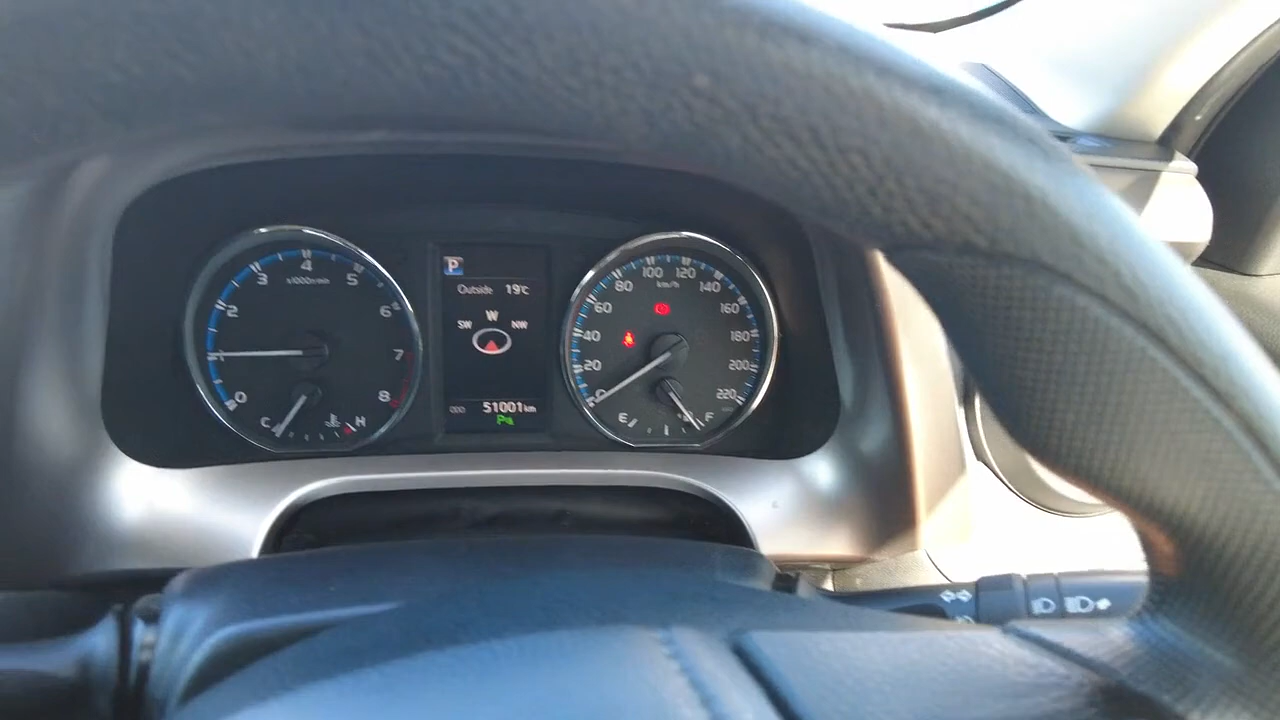 0 1 2 3 4 5 6 7 8
x1000r/min
C H
P
Outside 19°C
SW W NW
ODO 51001km
P
0 20 40 60 80 100 120 140 160 180 200 220
km/h
E F